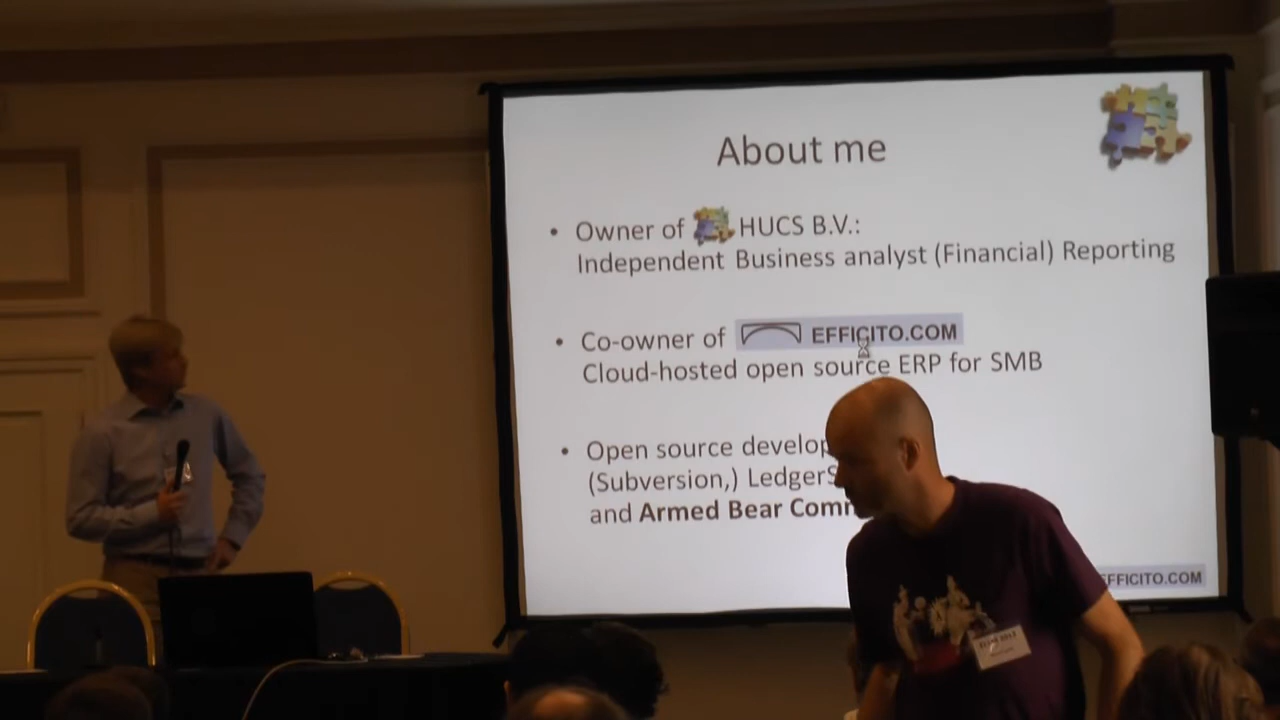 About me
• Owner of HUCS B.V.:
Independent Business analyst (Financial) Reporting
• Co-owner of EFFICITO.COM
Cloud-hosted open source ERP for SMB
• Open source develop
(Subversion,) LedgerS
and Armed Bear Comm
EFFICITO.COM